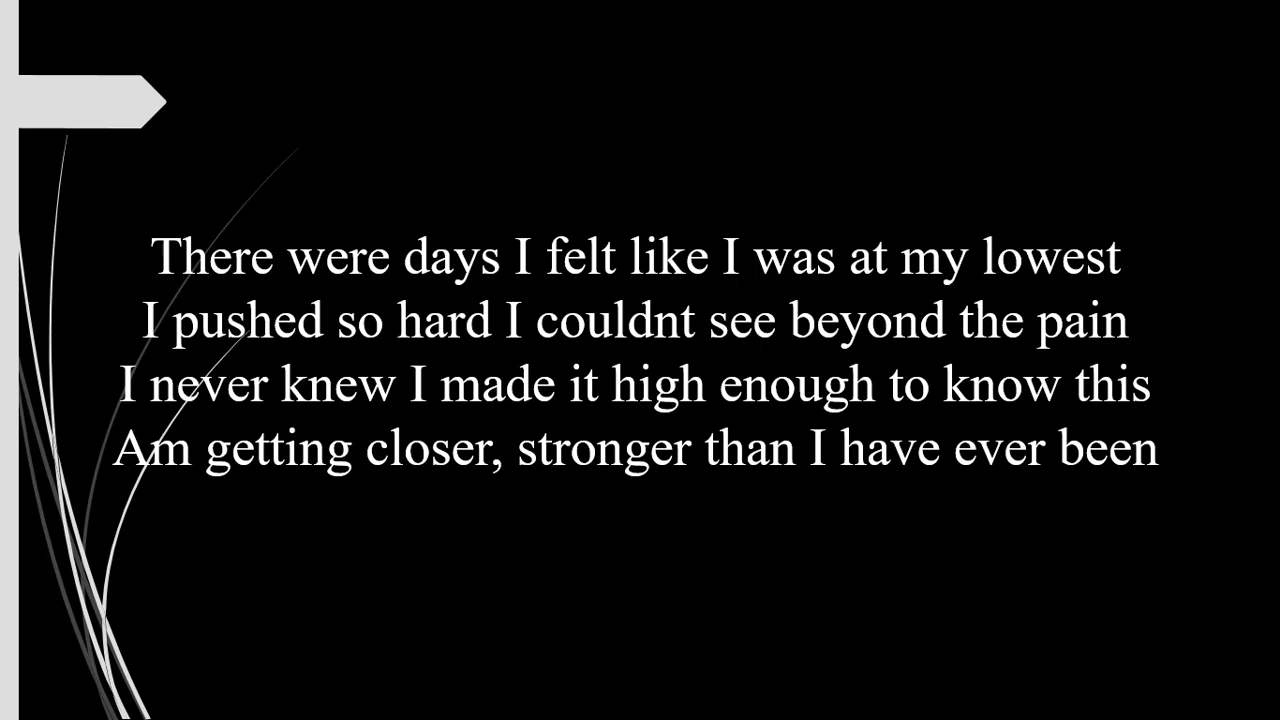 There were days I felt like I was at my lowest
I pushed so hard I couldnt see beyond the pain
I never knew I made it high enough to know this
Am getting closer, stronger than I have ever been